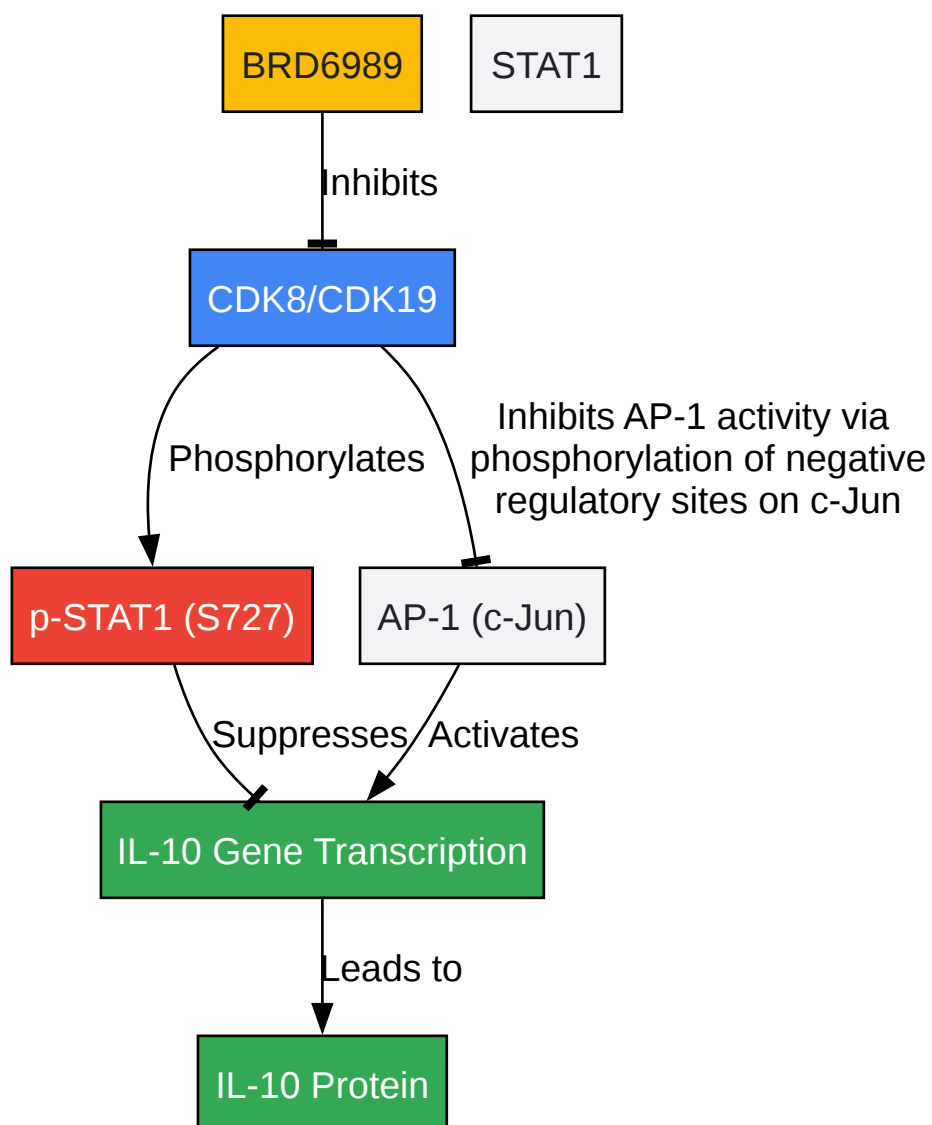 BRD6989
STAT1
Inhibits
CDK8/CDK19
Phosphorylates
Inhibits AP-1 activity via
phosphorylation of negative
regulatory sites on c-Jun
p-STAT1 (S727)
AP-1 (c-Jun)
Suppresses
Activates
IL-10 Gene Transcription
Leads to
IL-10 Protein